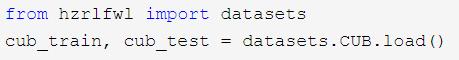 from hzrlfwl import datasets
cub_train, cub_test = datasets.CUB.load()